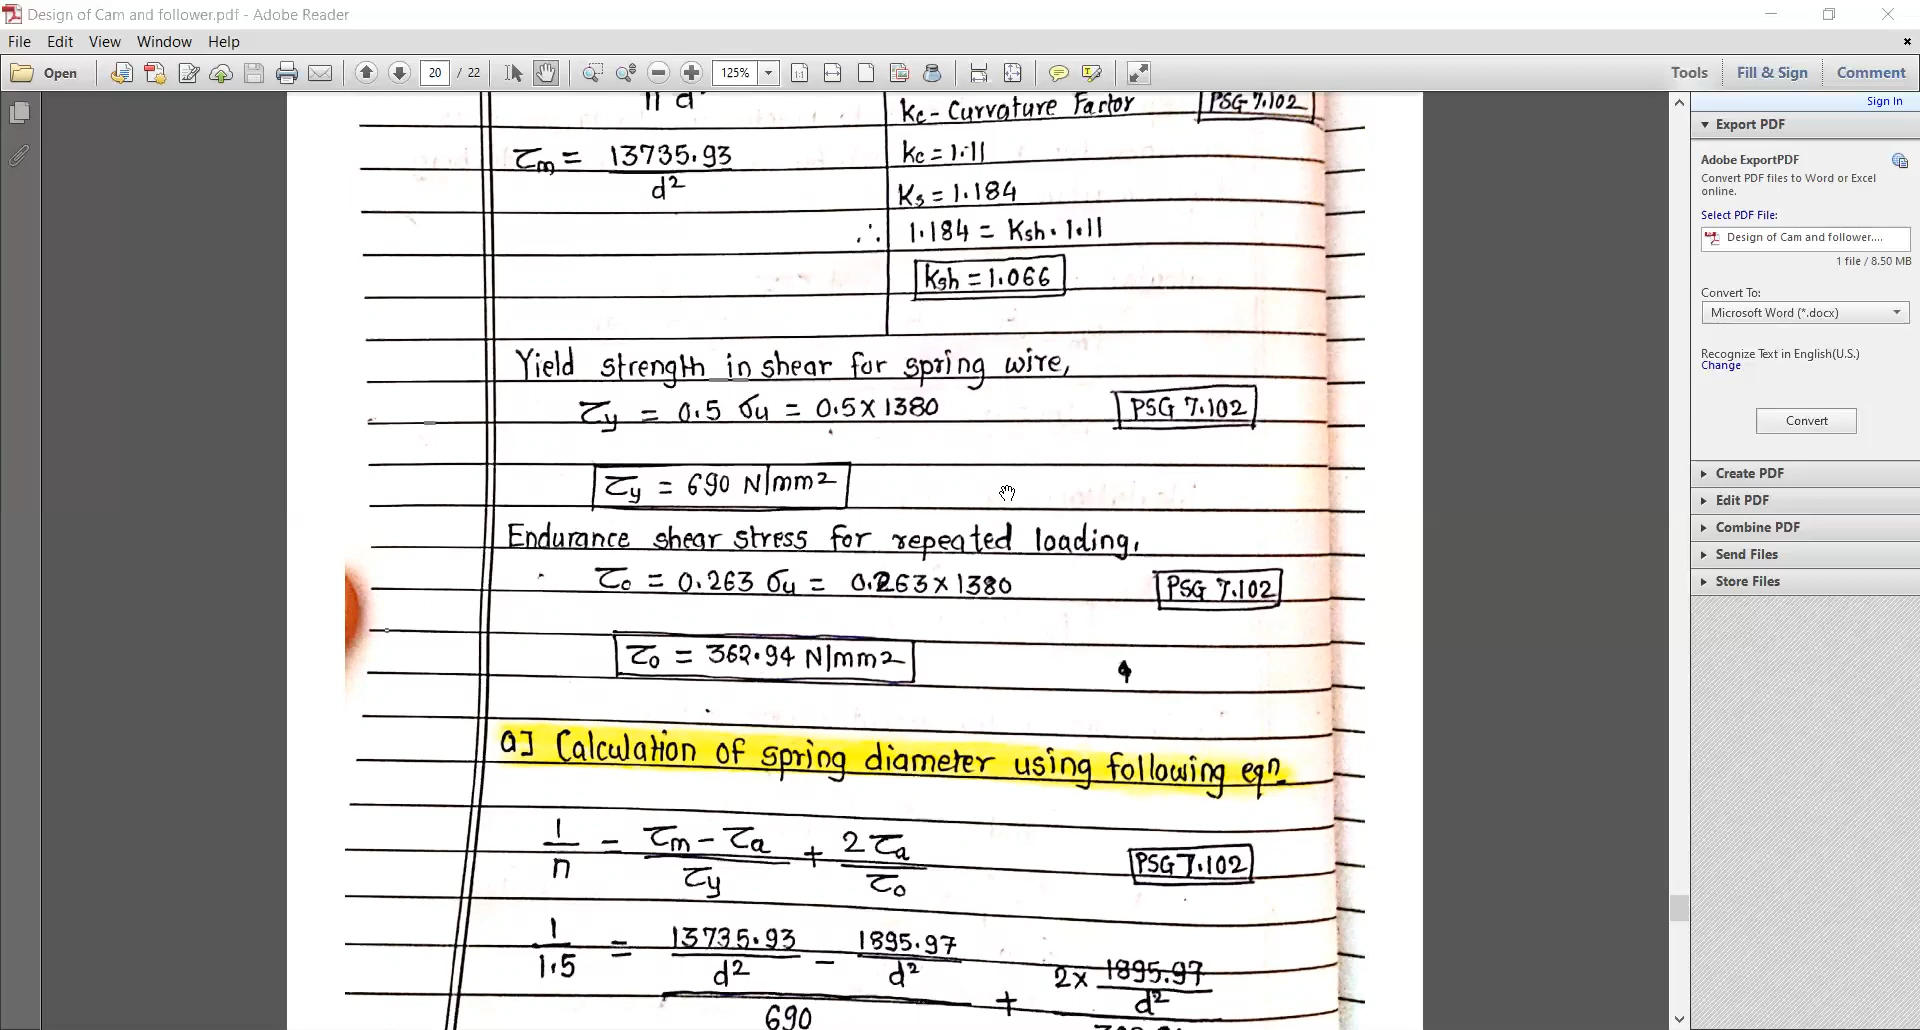 Design of Cam and follower.pdf - Adobe Reader
File Edit View Window Help
Open 20 / 22 125% Tools Fill & Sign Comment
Sign In
Export PDF
Adobe ExportPDF
Convert PDF files to Word or Excel
online.
Select PDF File:
Design of Cam and follower....
1 file / 8.50 MB
Convert To:
Microsoft Word (*.docx)
Recognize Text in English(U.S.)
Change
Convert
Create PDF
Edit PDF
Combine PDF
Send Files
Store Files
Kc - Curvature Factor PSG 7.102
τm = 13735.93 / d²
Kc = 1.11
Ks = 1.184
∴ 1.184 = Ksh . 1.11
Ksh = 1.066
Yield strength in shear for spring wire,
τy = 0.5 σu = 0.5 x 1380 PSG 7.102
τy = 690 N/mm2
Endurance shear stress for repeated loading,
τo = 0.263 σu = 0.263 x 1380 PSG 7.102
τo = 362.94 N/mm2
a] Calculation of spring diameter using following eqn
1/n = (τm - τa)/τy + 2τa/τo PSG 7.102
1/1.5 = (13735.93/d² - 1895.97/d²)/690 + 2 x 1895.97/d²